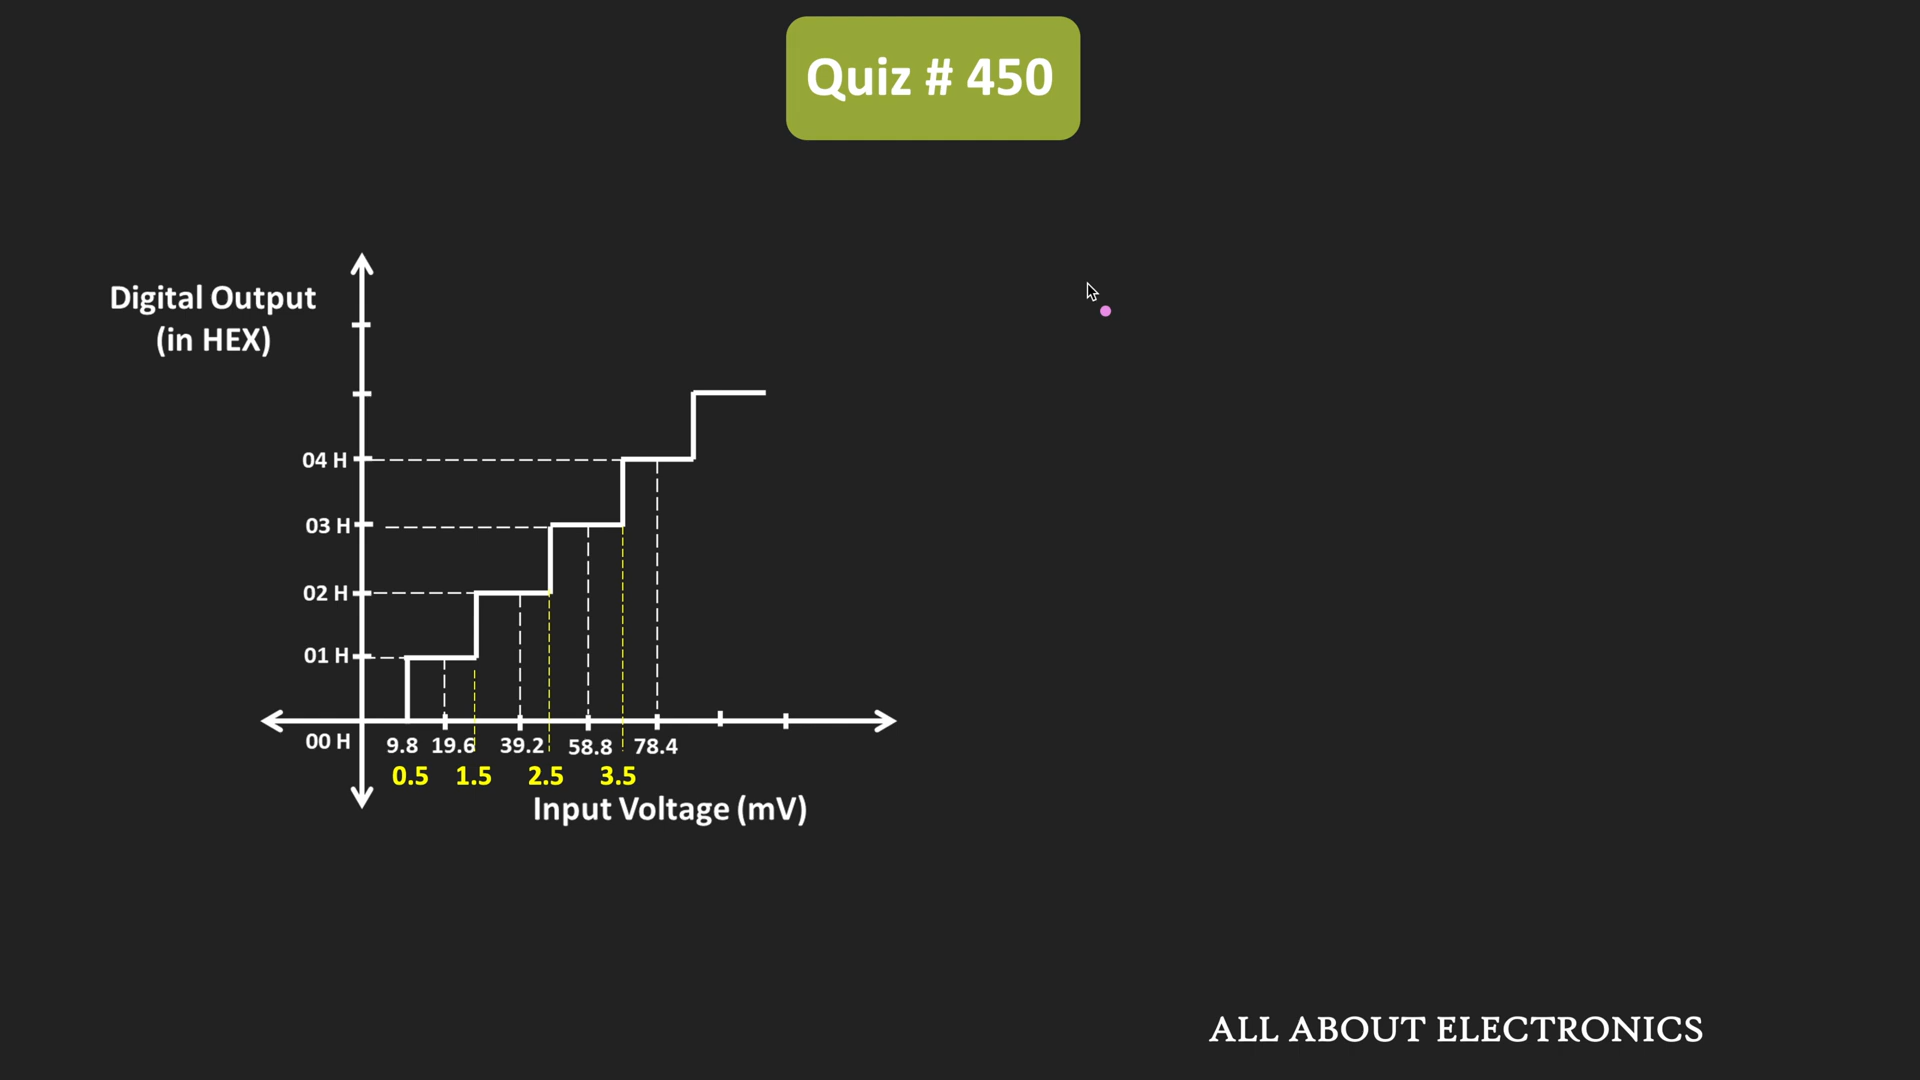 Quiz # 450
Digital Output
(in HEX)
04 H
03 H
02 H
01 H
00 H
9.8 19.6 39.2 58.8 78.4
0.5 1.5 2.5 3.5
Input Voltage (mV)
ALL ABOUT ELECTRONICS